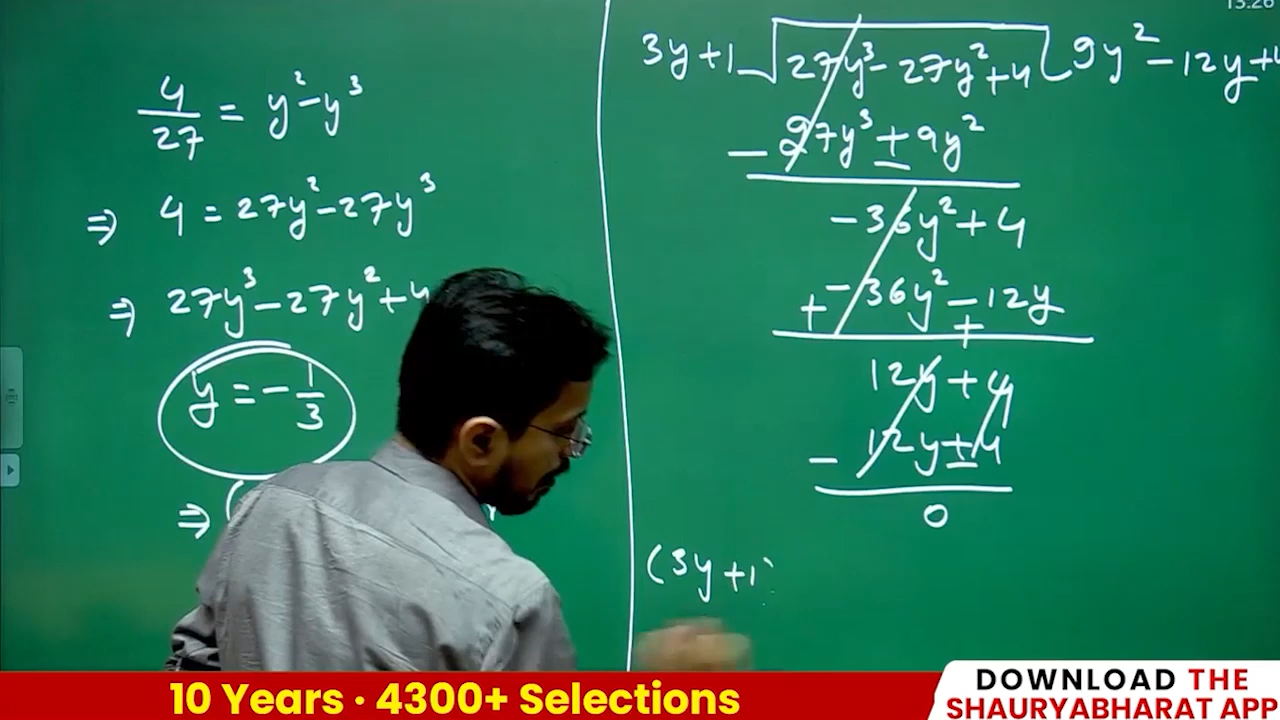 4/27 = y² - y³
⇒ 4 = 27y² - 27y³
⇒ 27y³ - 27y² + 4
y = -1/3
⇒ (
13:26
3y+1 27y³ - 27y² + 4 9y² - 12y + 4
- 27y³ ± 9y²
-36y² + 4
+ -36y² - 12y
+
12y + 4
- 12y ± 4
0
(3y+1)
10 Years · 4300+ Selections
DOWNLOAD THE
SHAURYABHARAT APP